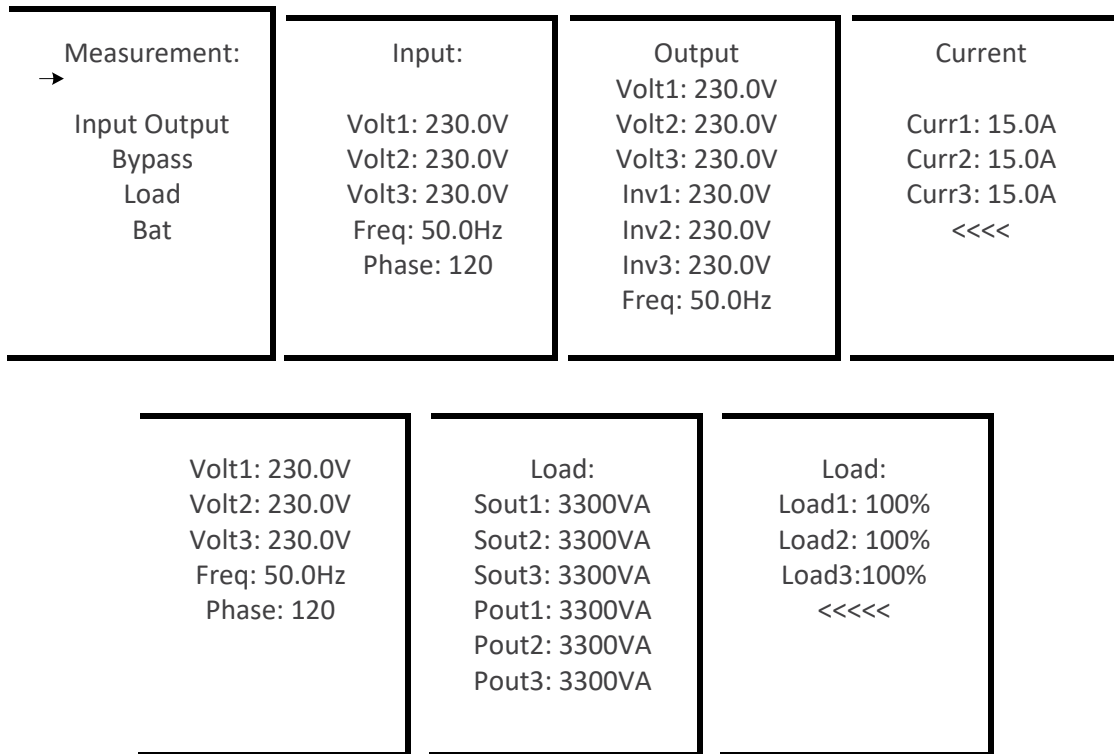 Measurement:
Input Output
Bypass
Load
Bat
Input:
Volt1: 230.0V
Volt2: 230.0V
Volt3: 230.0V
Freq: 50.0Hz
Phase: 120
Output
Volt1: 230.0V
Volt2: 230.0V
Volt3: 230.0V
Inv1: 230.0V
Inv2: 230.0V
Inv3: 230.0V
Freq: 50.0Hz
Current
Curr1: 15.0A
Curr2: 15.0A
Curr3: 15.0A
<<<<
Volt1: 230.0V
Volt2: 230.0V
Volt3: 230.0V
Freq: 50.0Hz
Phase: 120
Load:
Sout1: 3300VA
Sout2: 3300VA
Sout3: 3300VA
Pout1: 3300VA
Pout2: 3300VA
Pout3: 3300VA
Load:
Load1: 100%
Load2: 100%
Load3:100%
<<<<<